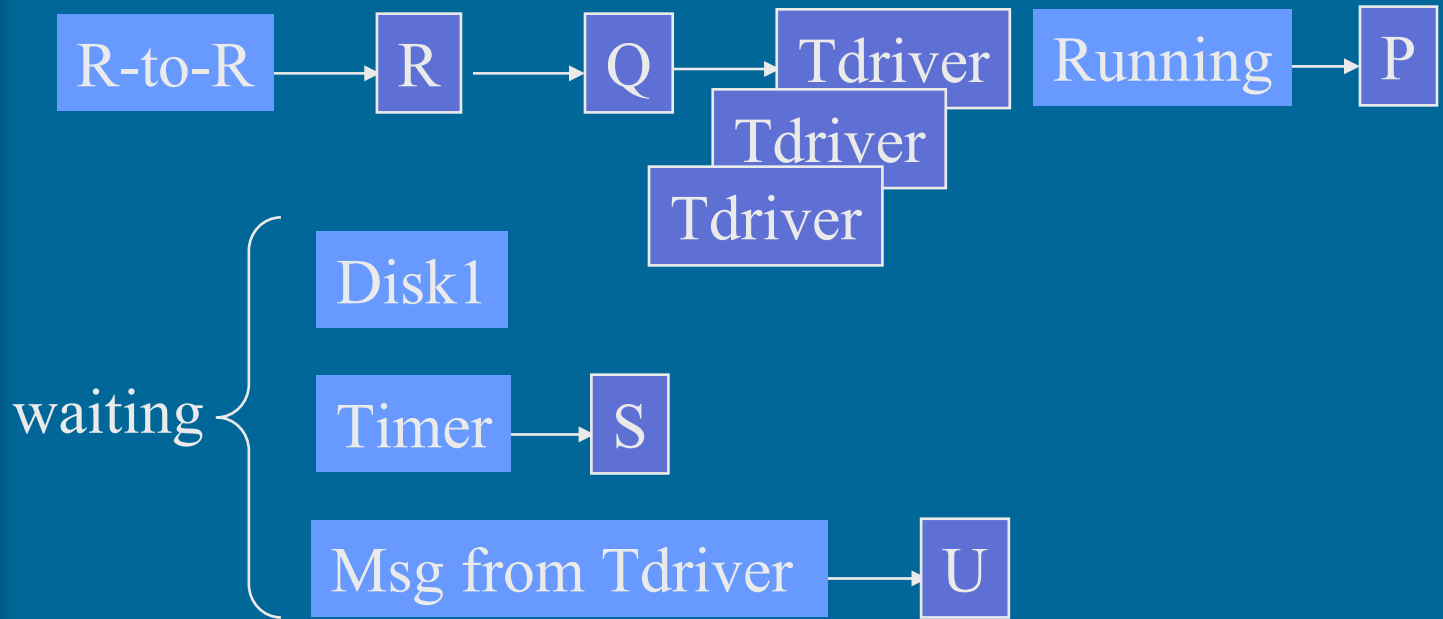 R-to-R R Q Tdriver Running P
Tdriver
Tdriver
Disk1
waiting
Timer S
Msg from Tdriver U